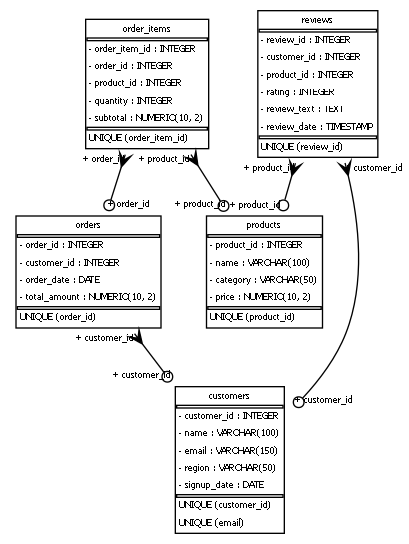 order_items
- order_item_id : INTEGER
- order_id : INTEGER
- product_id : INTEGER
- quantity : INTEGER
- subtotal : NUMERIC(10, 2)
UNIQUE (order_item_id)
reviews
- review_id : INTEGER
- customer_id : INTEGER
- product_id : INTEGER
- rating : INTEGER
- review_text : TEXT
- review_date : TIMESTAMP
UNIQUE (review_id)
+ order_id
+ product_id
+ product_id
+ customer_id
+ order_id
+ product_id
+ product_id
orders
- order_id : INTEGER
- customer_id : INTEGER
- order_date : DATE
- total_amount : NUMERIC(10, 2)
UNIQUE (order_id)
products
- product_id : INTEGER
- name : VARCHAR(100)
- category : VARCHAR(50)
- price : NUMERIC(10, 2)
UNIQUE (product_id)
+ customer_id
+ customer_id
+ customer_id
customers
- customer_id : INTEGER
- name : VARCHAR(100)
- email : VARCHAR(150)
- region : VARCHAR(50)
- signup_date : DATE
UNIQUE (customer_id)
UNIQUE (email)